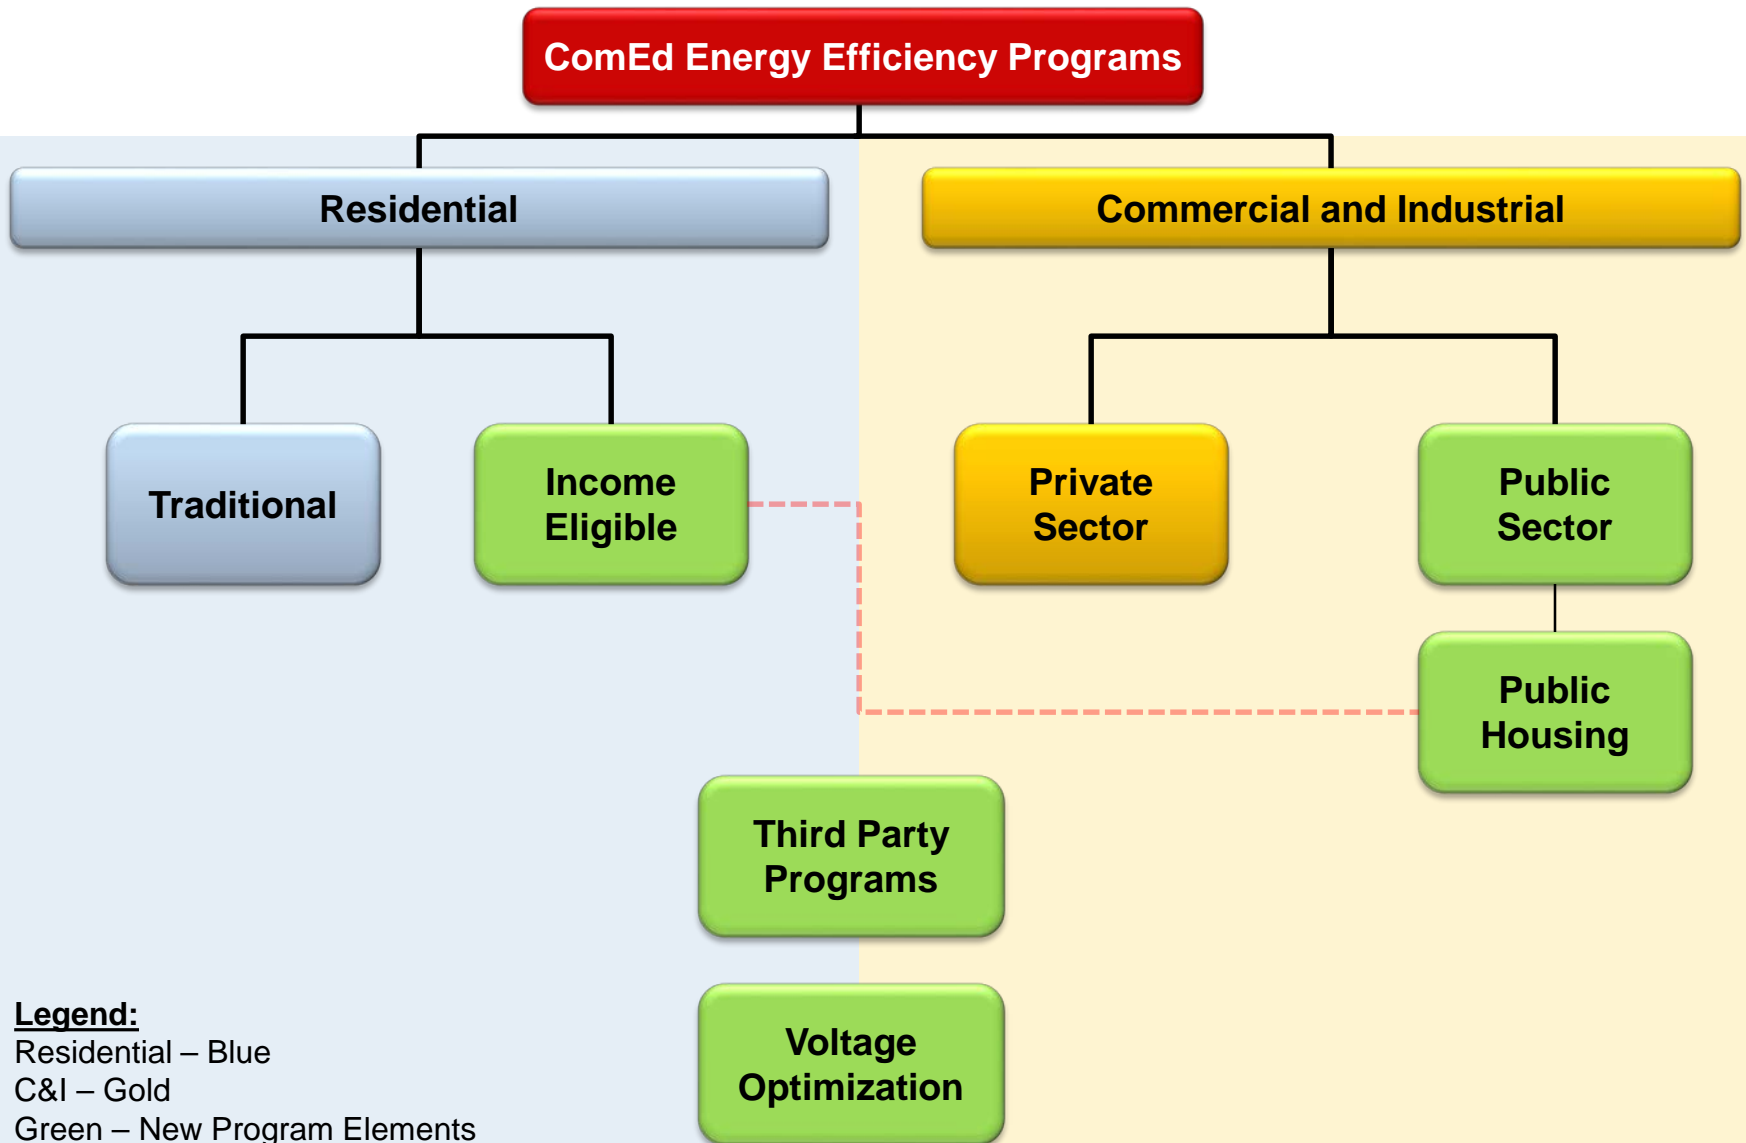 ComEd Energy Efficiency Programs
Residential
Commercial and Industrial
Traditional
Income
Eligible
Private
Sector
Public
Sector
Public
Housing
Third Party
Programs
Voltage
Optimization
Legend:
Residential – Blue
C&I – Gold
Green – New Program Elements